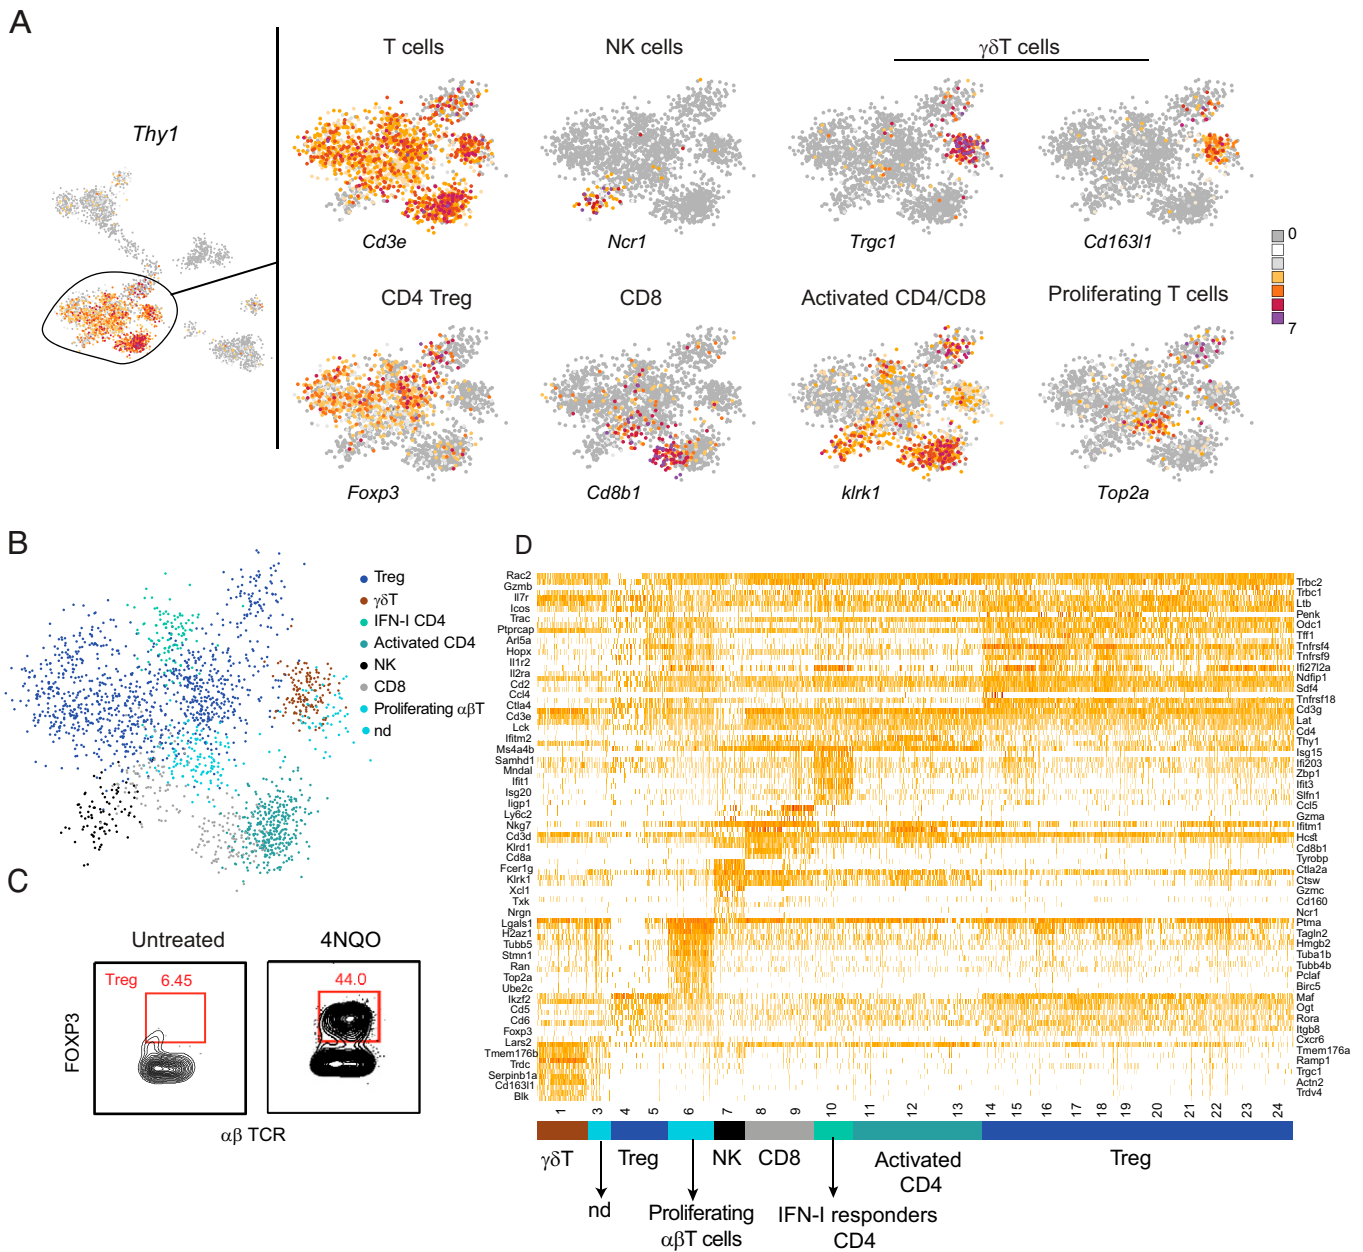 A
Thy1
T cells
NK cells
γδT cells
Cd3e
Ncr1
Trgc1
Cd163l1
CD4 Treg
CD8
Activated CD4/CD8
Proliferating T cells
Foxp3
Cd8b1
klrk1
Top2a
0
7
B
Treg
γδT
IFN-I CD4
Activated CD4
NK
CD8
Proliferating αβT
nd
C
Untreated
4NQO
Treg 6.45
44.0
FOXP3
αβ TCR
D
Rac2
Gzmb
Il7r
Icos
Trac
Ptprcap
Arl5a
Hopx
Il1r2
Il2ra
Cd2
Ccl4
Ctla4
Cd3e
Lck
Ifitm2
Ms4a4b
Samhd1
Mndal
Ifit1
Isg20
Iigp1
Ly6c2
Nkg7
Cd3d
Klrd1
Cd8a
Fcer1g
Klrk1
Xcl1
Txk
Nrgn
Lgals1
H2az1
Tubb5
Stmn1
Ran
Top2a
Ube2c
Ikzf2
Cd5
Cd6
Foxp3
Lars2
Tmem176b
Trdc
Serpinb1a
Cd163l1
Blk
Trbc2
Trbc1
Ltb
Penk
Odc1
Tff1
Tnfrsf4
Tnfrsf9
Ifi27l2a
Ndfip1
Sdf4
Tnfrsf18
Cd3g
Lat
Cd4
Thy1
Isg15
Ifi203
Zbp1
Ifit3
Slfn1
Ccl5
Gzma
Ifitm1
Hcst
Cd8b1
Tyrobp
Ctla2a
Ctsw
Gzmc
Cd160
Ncr1
Ptma
Tagln2
Hmgb2
Tuba1b
Tubb4b
Pclaf
Birc5
Maf
Ogt
Rora
Itgb8
Cxcr6
Tmem176a
Ramp1
Trgc1
Actn2
Trdv4
1 3 4 5 6 7 8 9 10 11 12 13 14 15 16 17 18 19 20 21 22 23 24
γδT
Treg
NK
CD8
Activated
CD4
Treg
nd
Proliferating
αβT cells
IFN-I responders
CD4